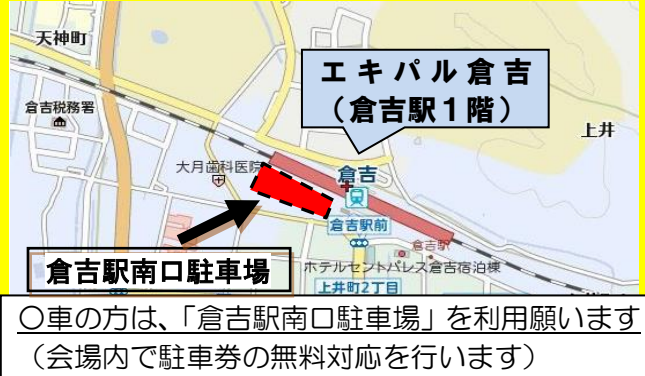 天神町
エキパル倉吉
（倉吉駅１階）
倉吉税務署
上井
大月歯科医院
倉吉
倉吉駅前
倉吉駅
倉吉駅南口駐車場
ホテルセントパレス倉吉宿泊棟
上井町2丁目
〇車の方は、「倉吉駅南口駐車場」を利用願います
（会場内で駐車券の無料対応を行います）